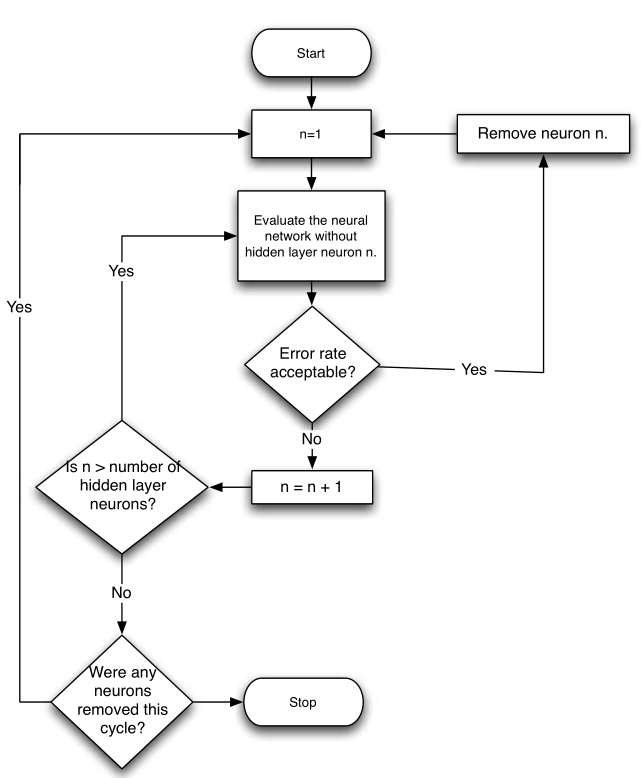 Start
n=1
Remove neuron n.
Evaluate the neural
network without
hidden layer neuron n.
Yes
Yes
Error rate
acceptable?
Yes
No
Is n > number of
hidden layer
neurons?
n = n + 1
No
Were any
neurons
removed this
cycle?
Stop